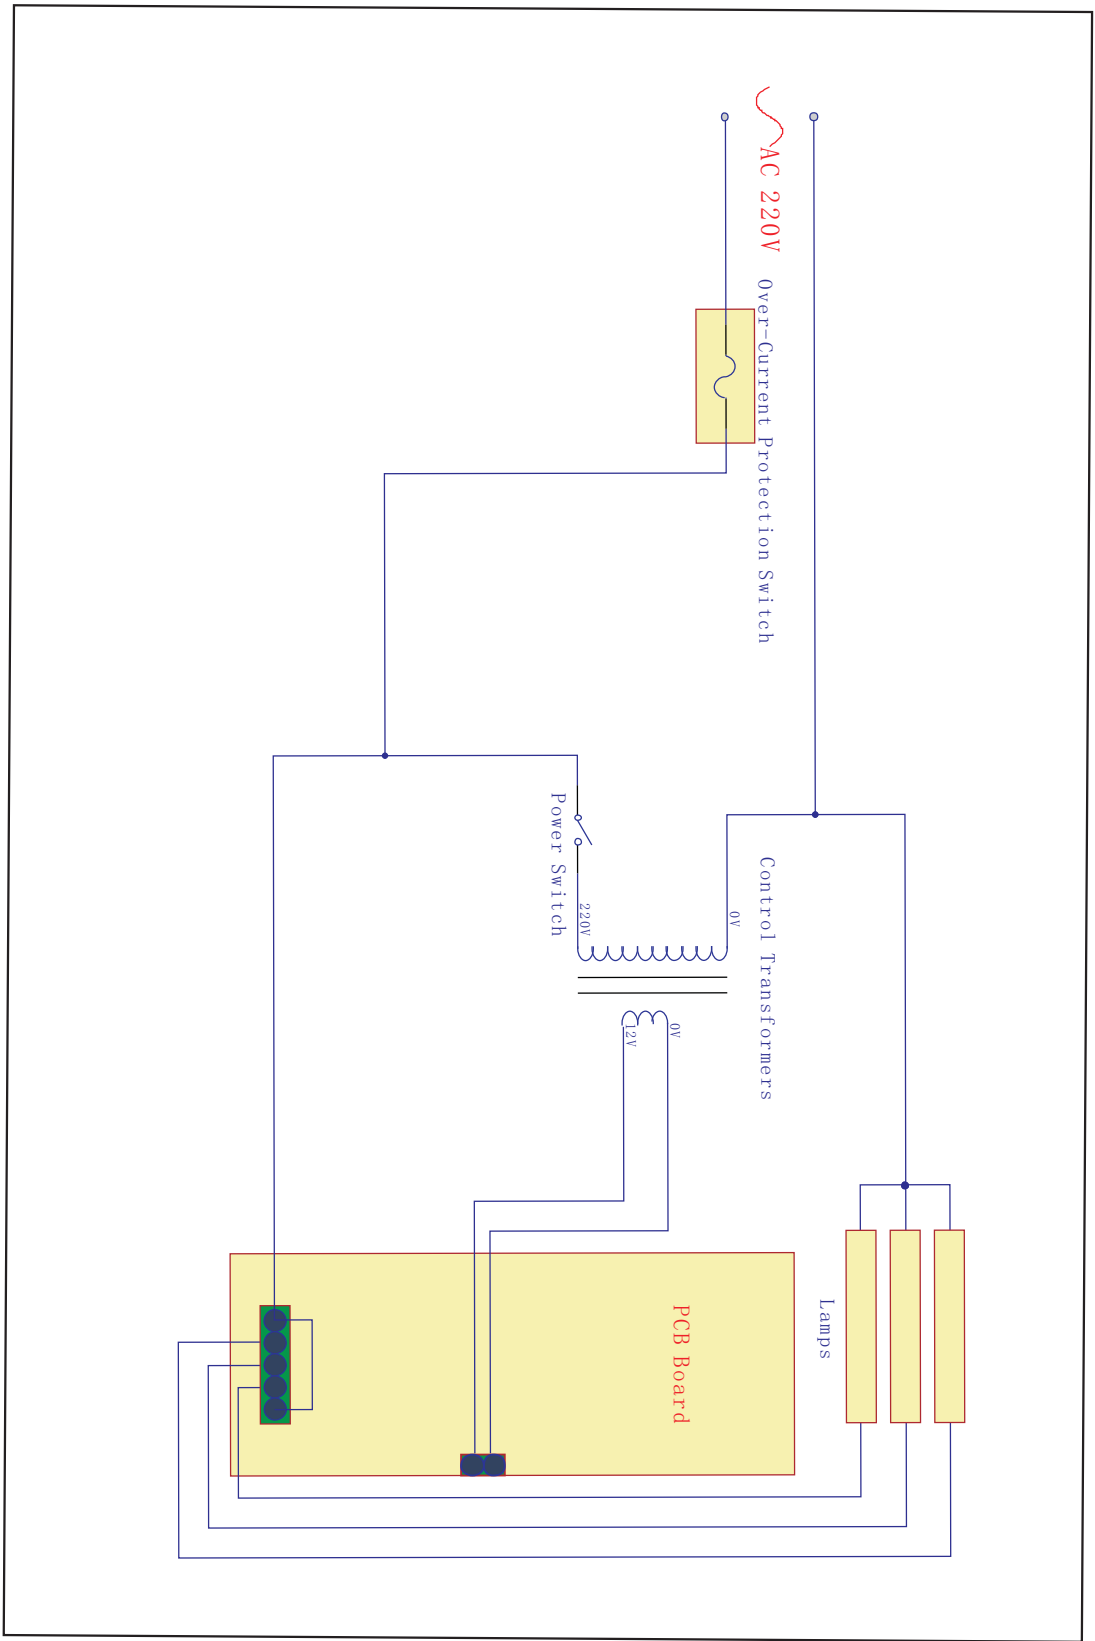 AC 220V
Over-Current Protection Switch
Power Switch
220V
0V
Control Transformers
12V
0V
PCB Board
Lamps